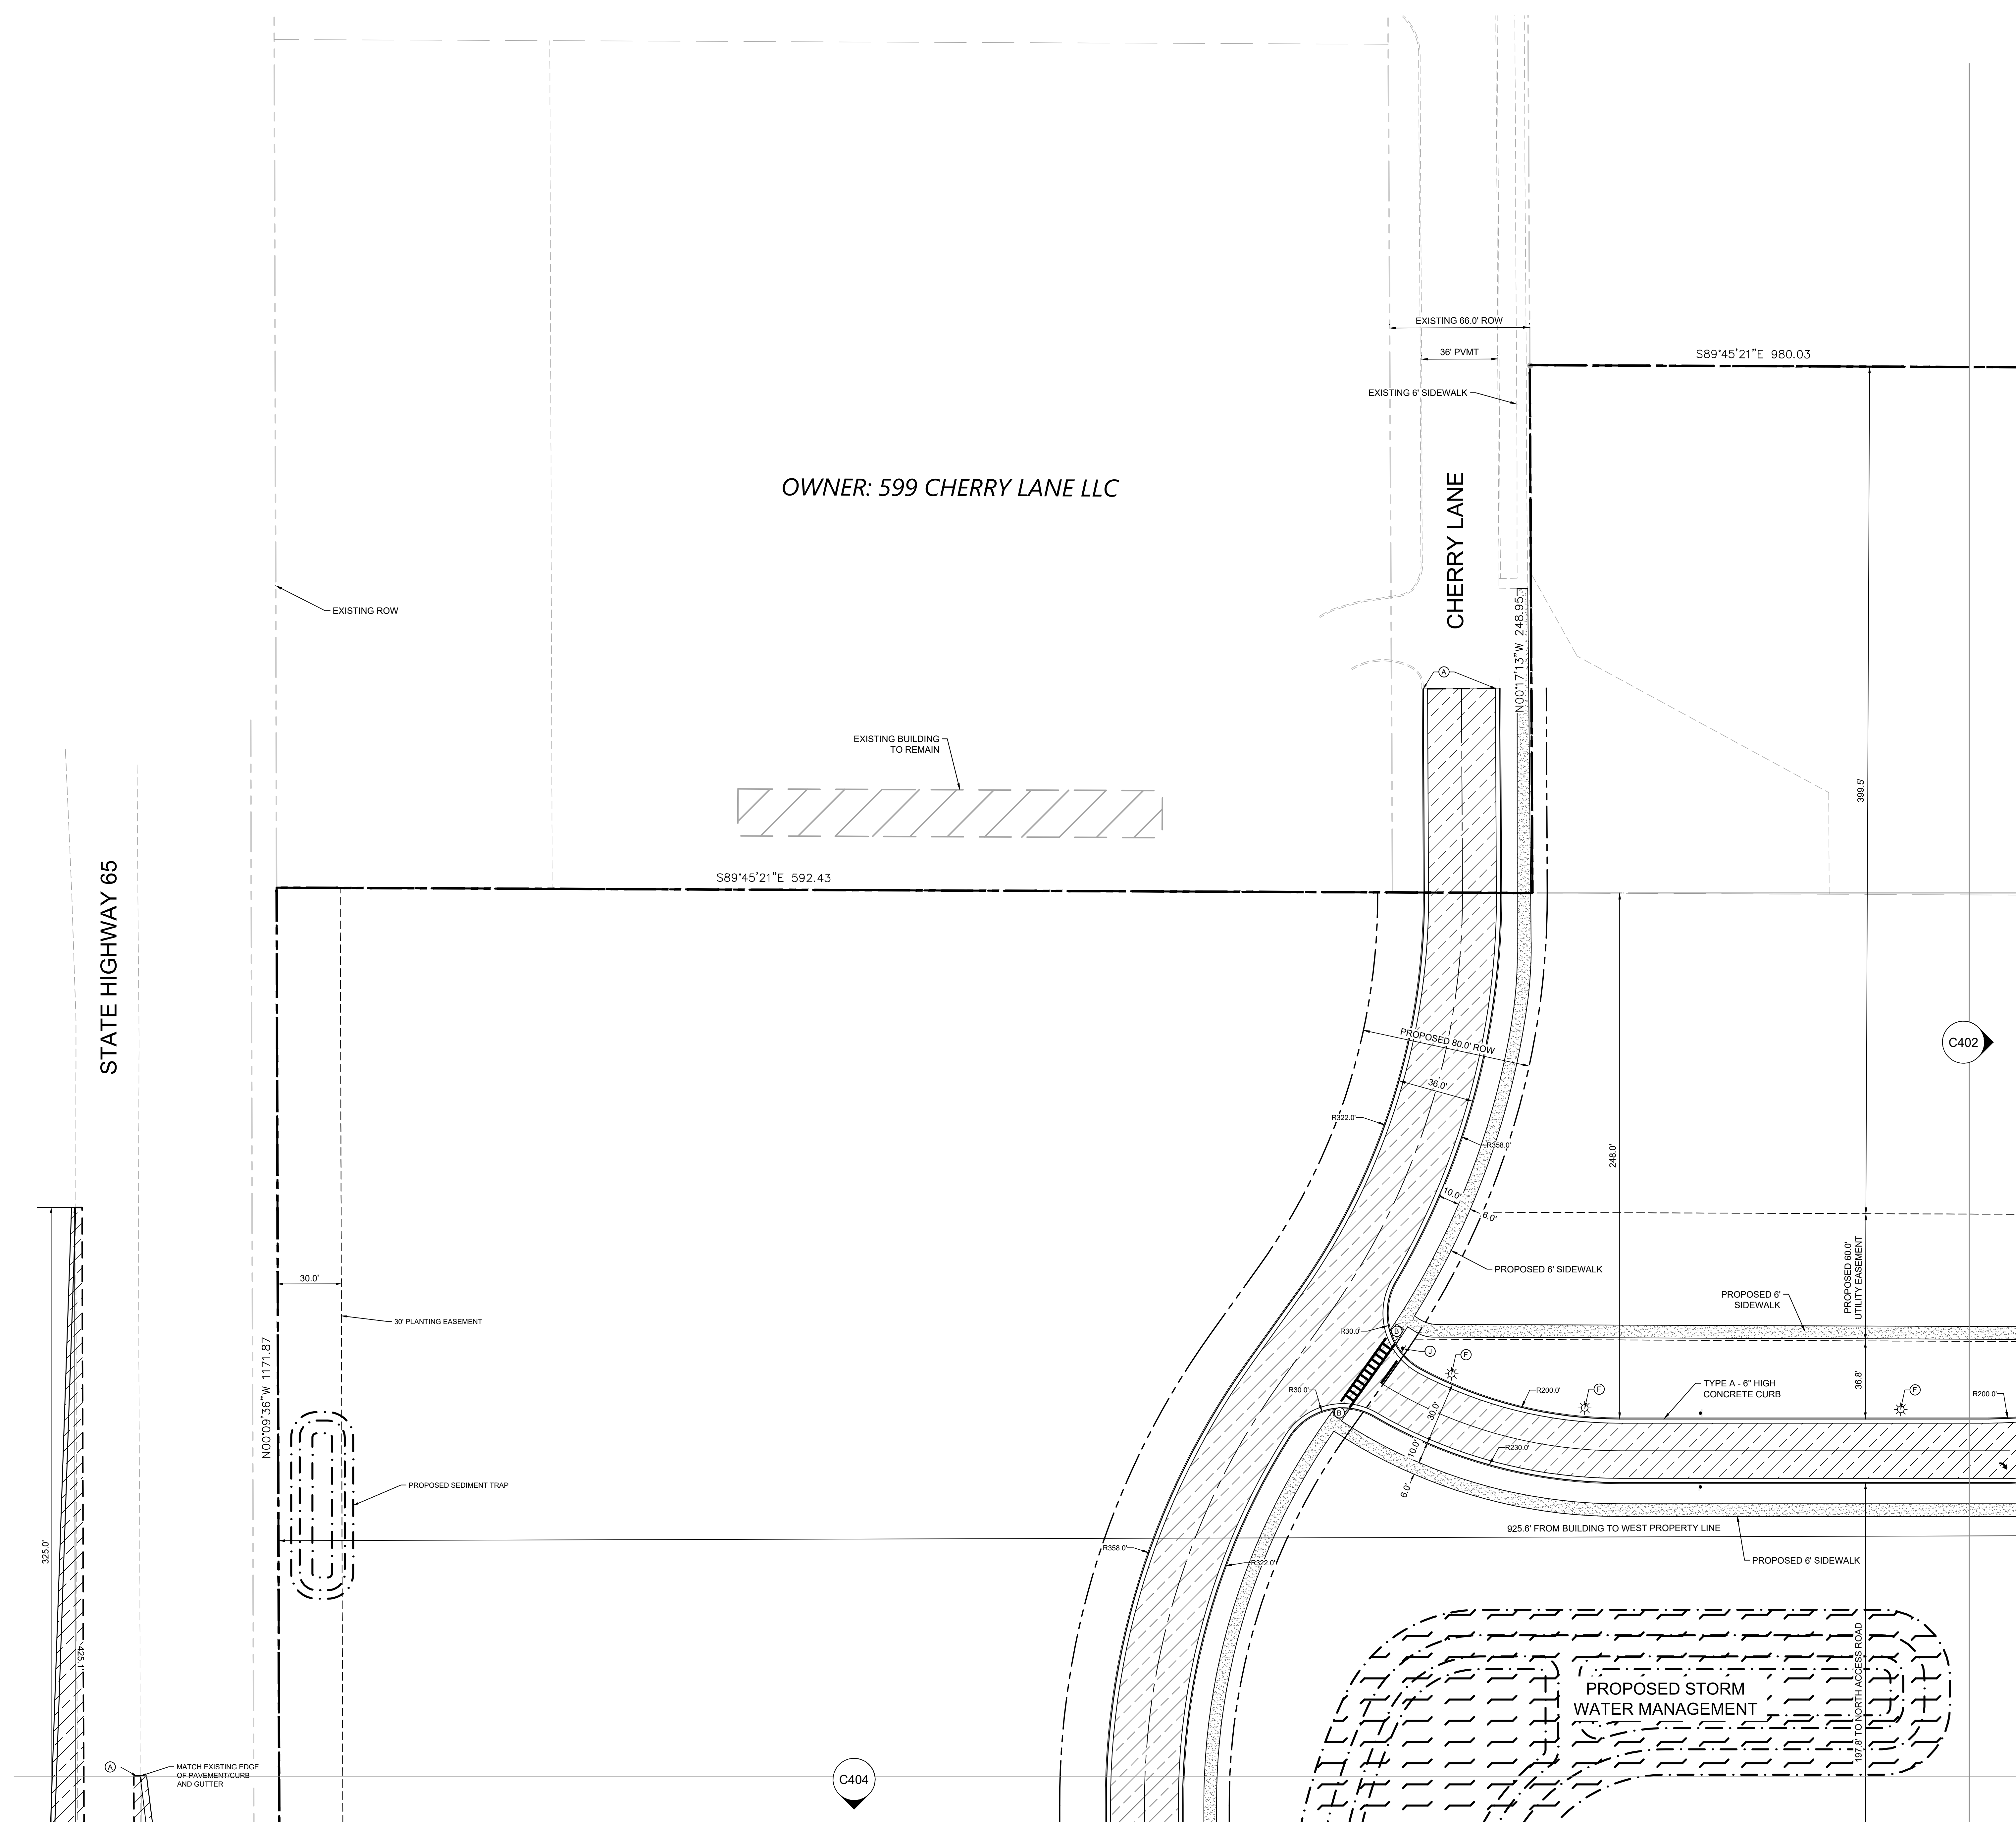 EXISTING 66.0' ROW
36' PVMT
S89°45'21"E 980.03
EXISTING 6' SIDEWALK
OWNER: 599 CHERRY LANE LLC
CHERRY LANE
EXISTING ROW
N00°17'13"W 248.95
A
EXISTING BUILDING
TO REMAIN
399.5'
S89°45'21"E 592.43
STATE HIGHWAY 65
PROPOSED 80.0' ROW
C402
36.0'
R322.0'
R358.0'
248.0'
10.0'
6.0'
PROPOSED 6' SIDEWALK
PROPOSED 60.0'
UTILITY EASEMENT
30.0'
30' PLANTING EASEMENT
PROPOSED 6'
SIDEWALK
N00°09'36"W 1171.87
R30.0'
B
J
F
R30.0'
B
R200.0'
F
TYPE A - 6" HIGH
CONCRETE CURB
36.8'
F
R200.0'
30.0'
10.0'
6.0'
R230.0'
PROPOSED SEDIMENT TRAP
925.6' FROM BUILDING TO WEST PROPERTY LINE
PROPOSED 6' SIDEWALK
325.0'
R358.0'
R322.0'
425.1'
PROPOSED STORM
WATER MANAGEMENT
197.8' TO NORTH ACCESS ROAD
A
MATCH EXISTING EDGE
OF PAVEMENT/CURB
AND GUTTER
C404